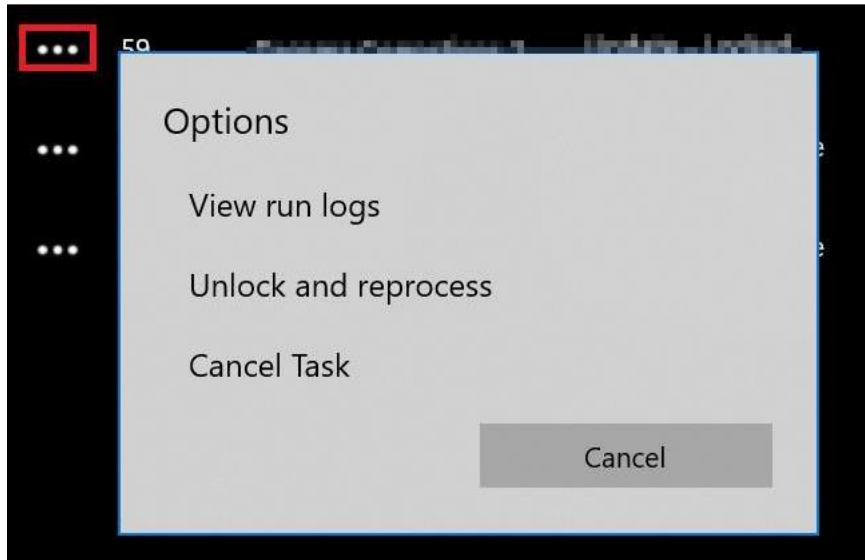 59
Options
View run logs
Unlock and reprocess
Cancel Task
Cancel